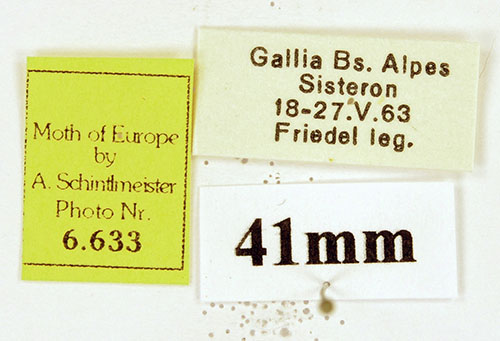 Moth of Europe
by
A. Schintlmeister
Photo Nr.
6.633
Gallia Bs. Alpes
Sisteron
18-27.V.63
Friedel leg.
41mm